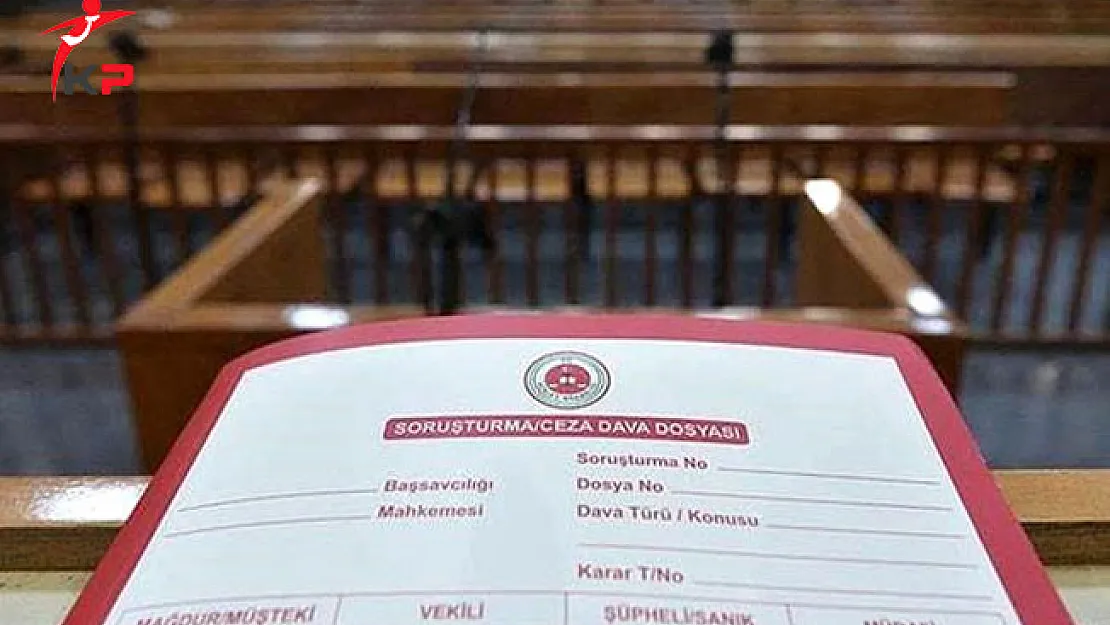 KP
SORUŞTURMA/CEZA DAVA DOSYASI
Soruşturma No
Başsavcılığı
Dosya No
Mahkemesi
Dava Türü / Konusu
Karar T/No
MAĞDUR/MÜŞTEKİ
VEKİLİ
ŞÜPHELİ/SANIK